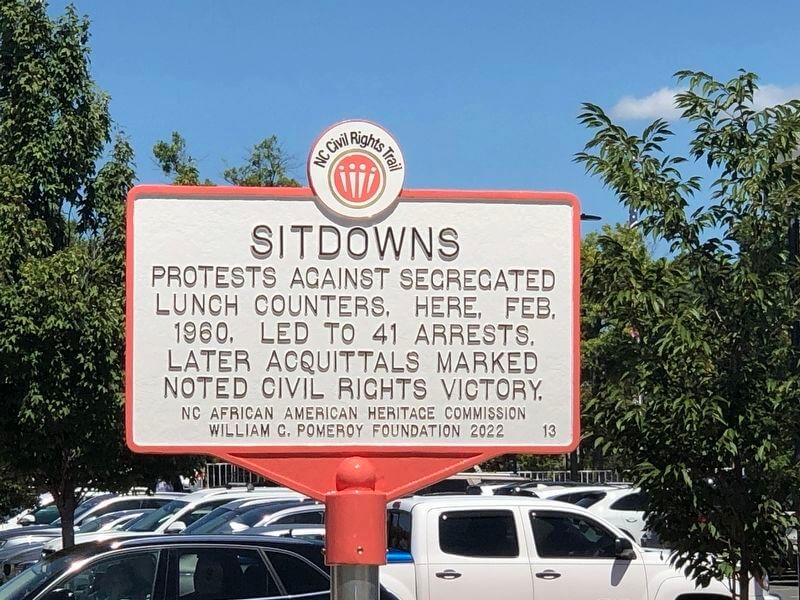 NC Civil Rights Trail
SITDOWNS
PROTESTS AGAINST SEGREGATED
LUNCH COUNTERS, HERE, FEB.
1960, LED TO 41 ARRESTS.
LATER ACQUITTALS MARKED
NOTED CIVIL RIGHTS VICTORY.
NC AFRICAN AMERICAN HERITAGE COMMISSION
WILLIAM G. POMEROY FOUNDATION 2022 13